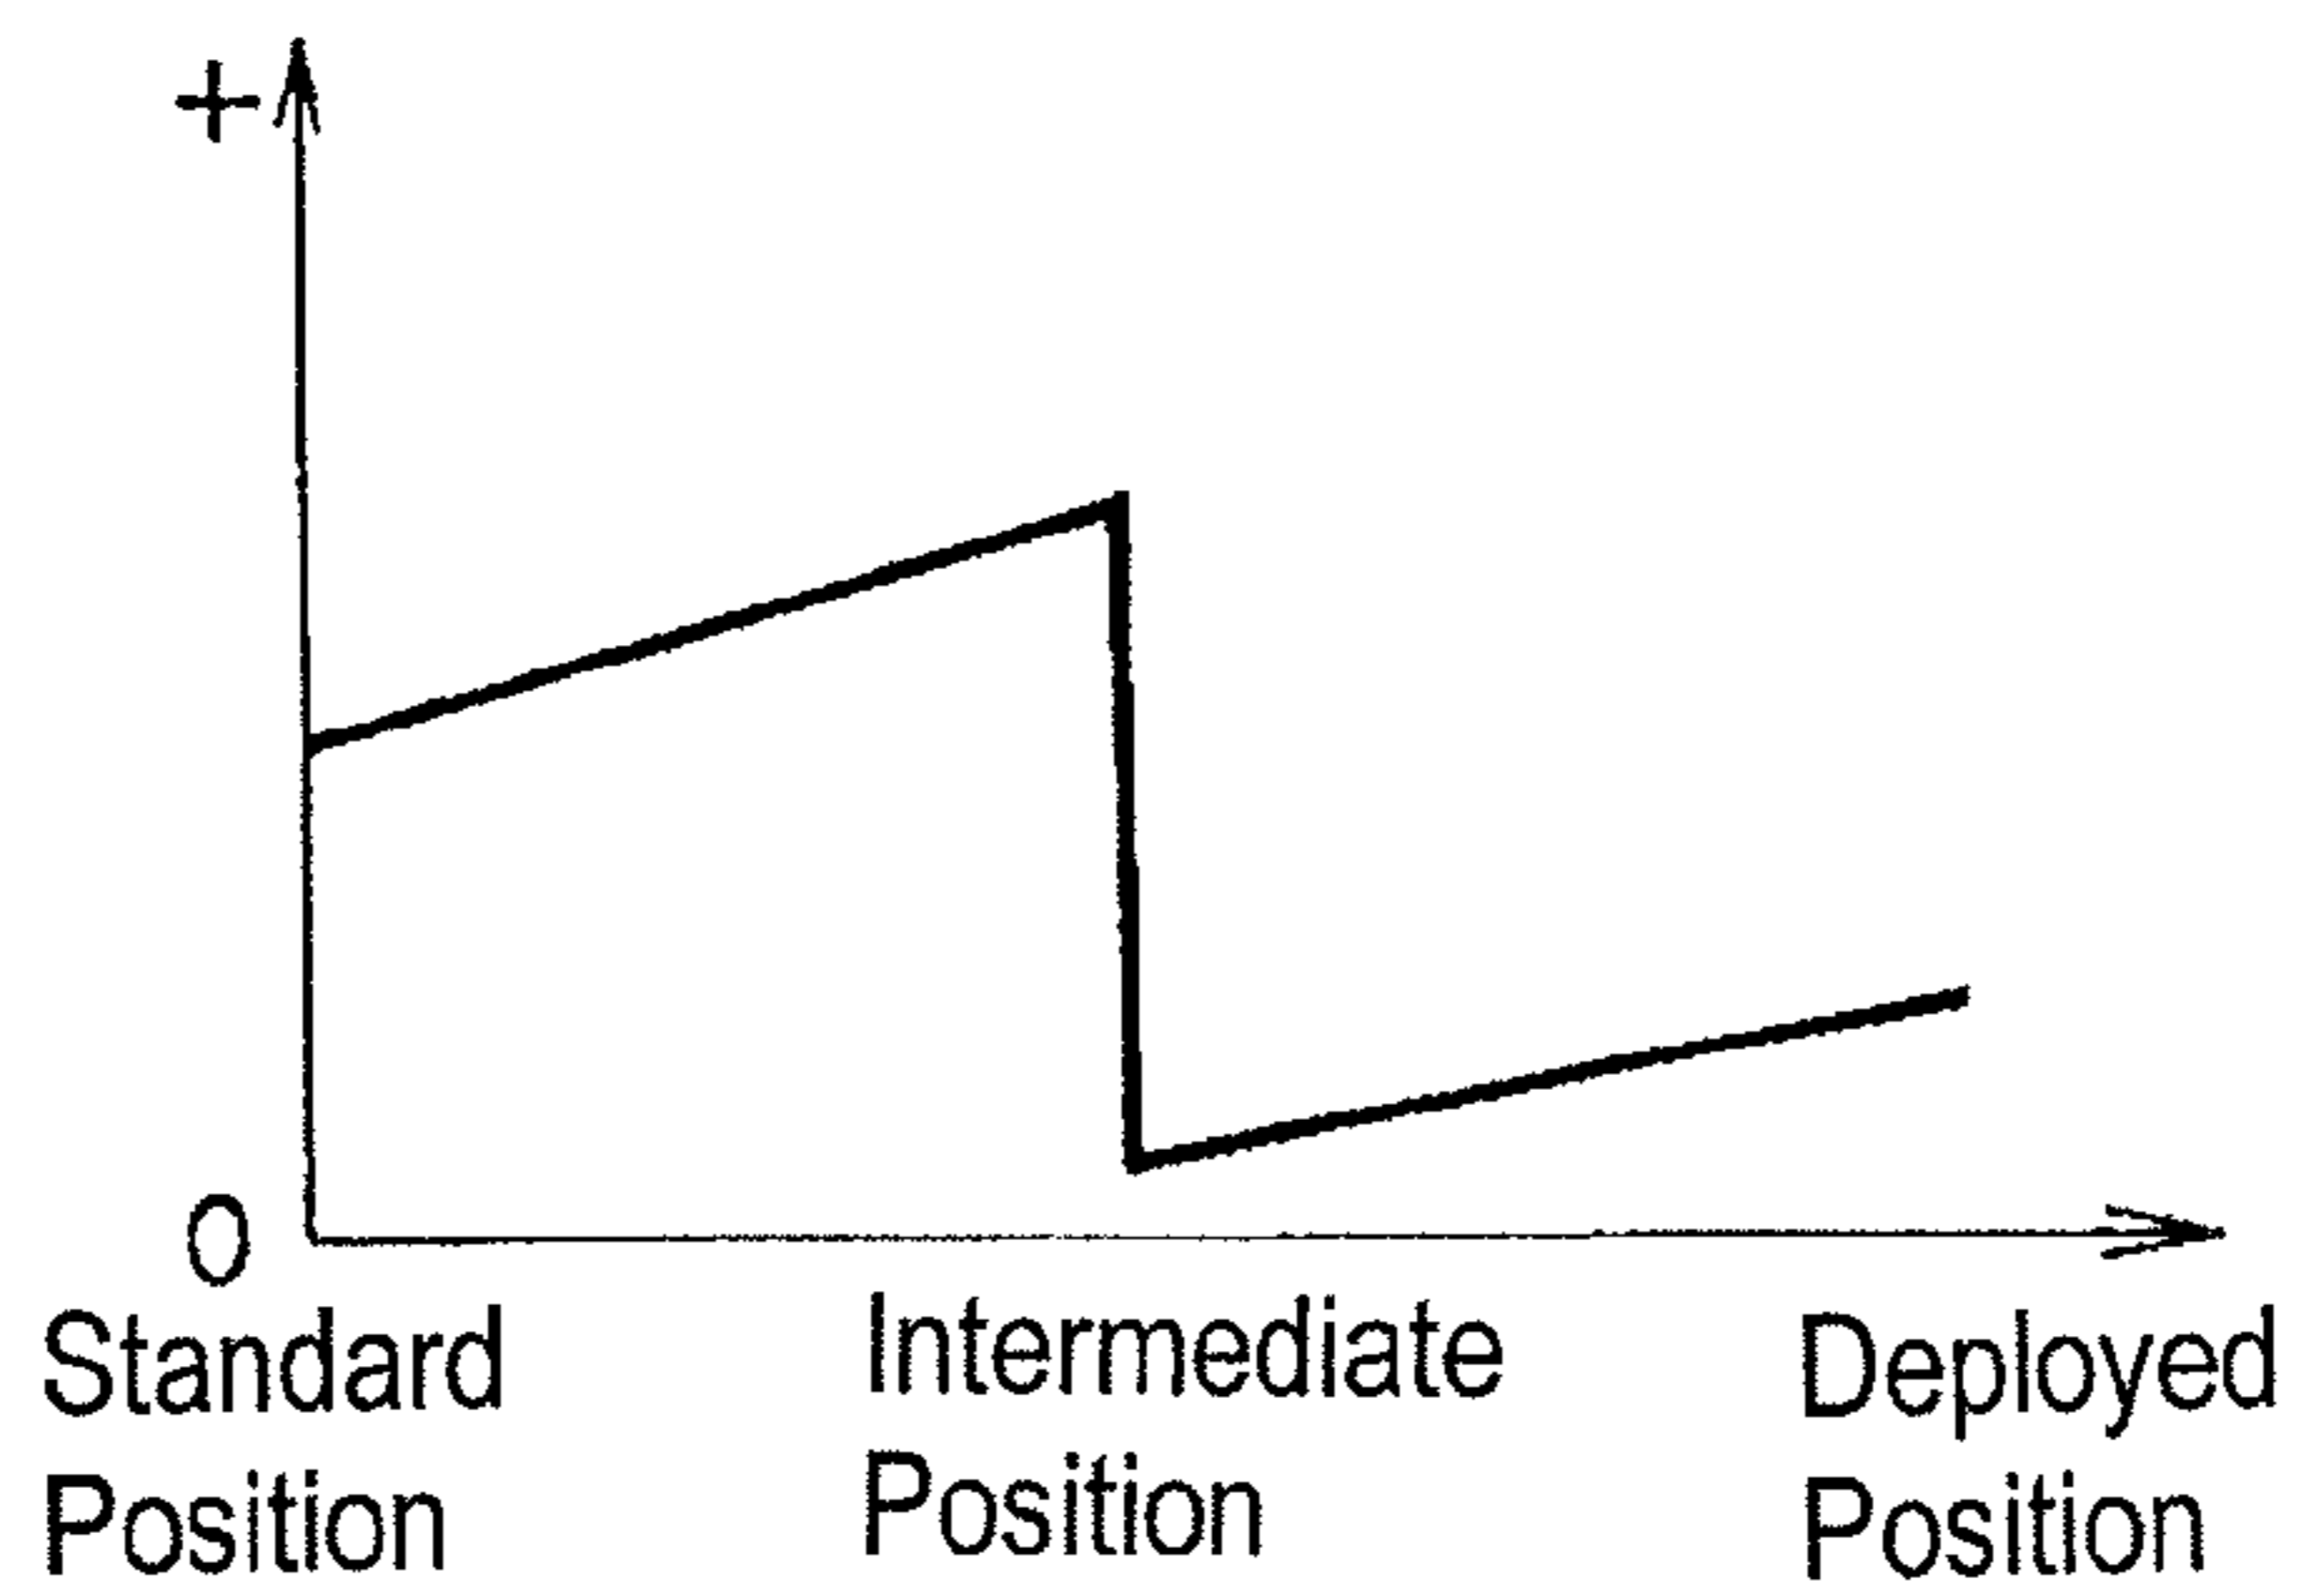 +
0
Standard
Position
Intermediate
Position
Deployed
Position